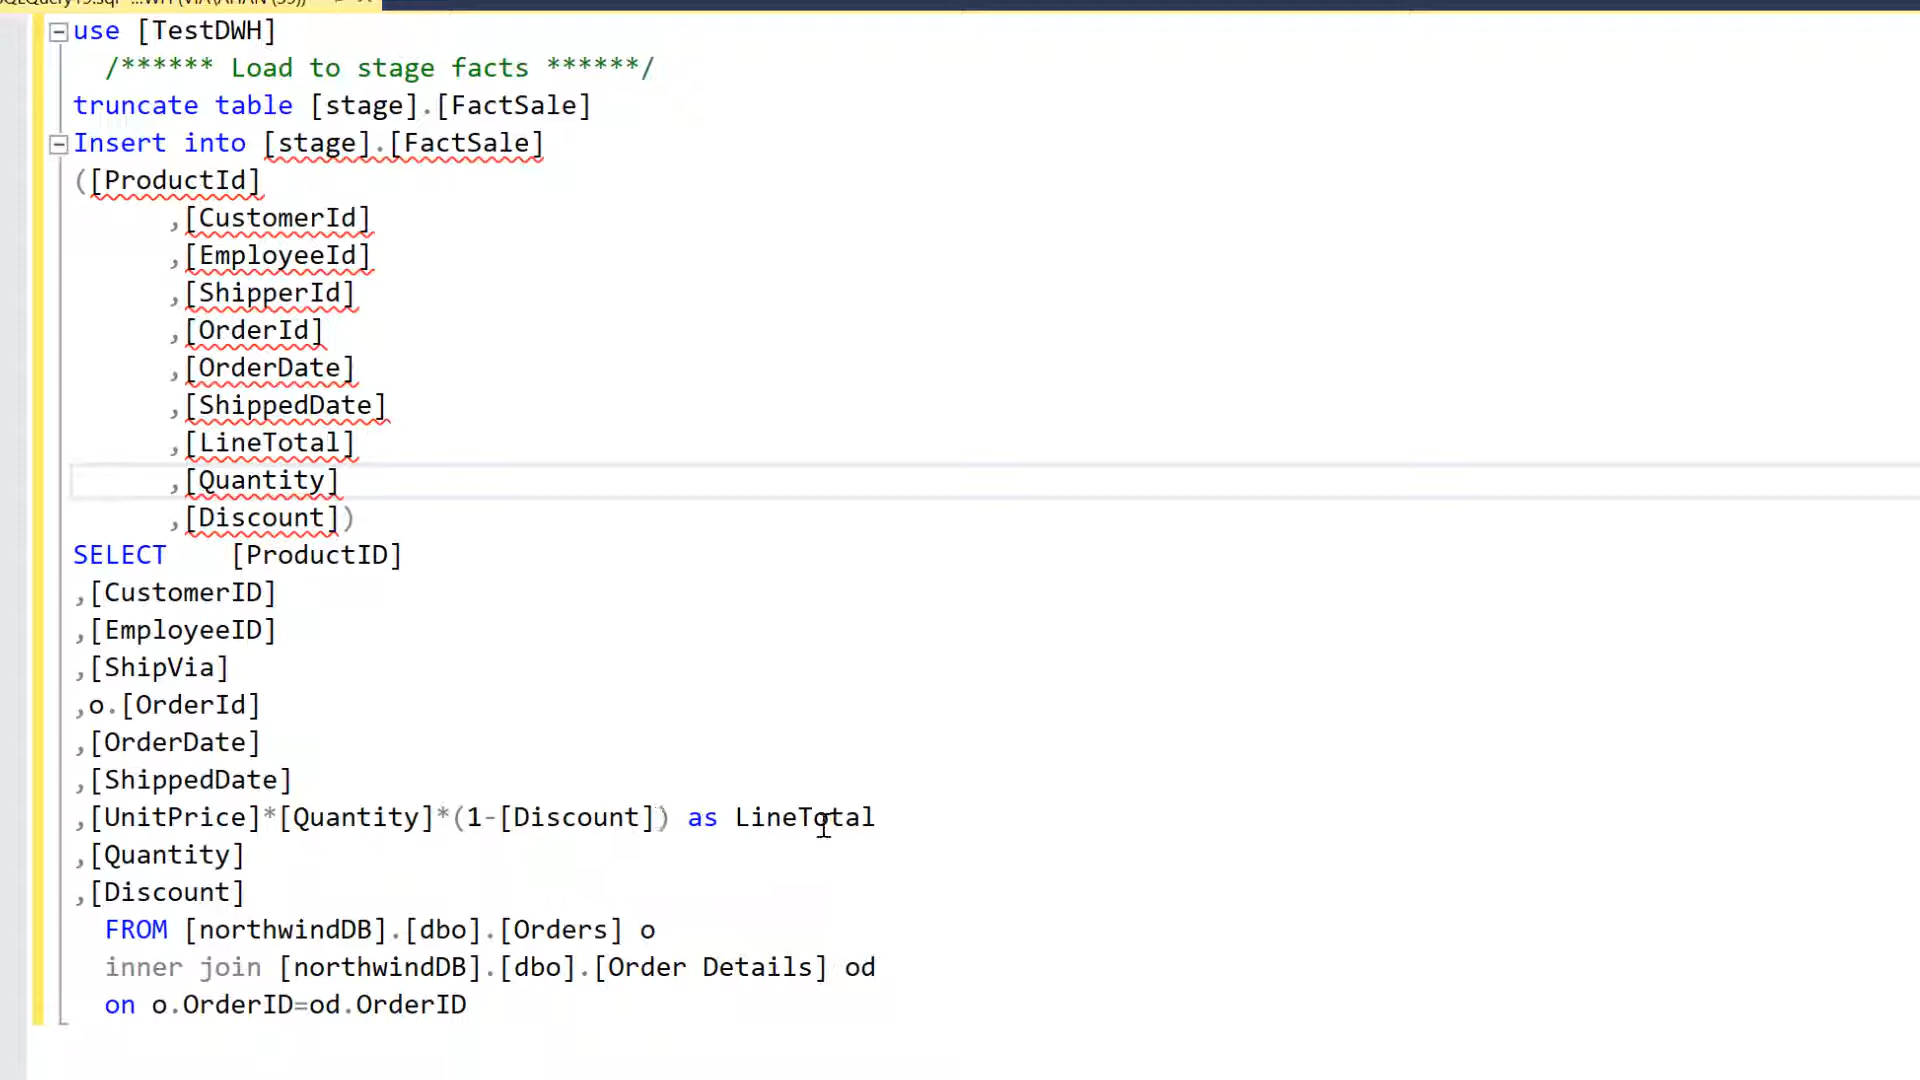 use [TestDWH]
/****** Load to stage facts ******/
truncate table [stage].[FactSale]
Insert into [stage].[FactSale]
([ProductId]
,[CustomerId]
,[EmployeeId]
,[ShipperId]
,[OrderId]
,[OrderDate]
,[ShippedDate]
,[LineTotal]
,[Quantity]
,[Discount])
SELECT [ProductID]
,[CustomerID]
,[EmployeeID]
,[ShipVia]
,o.[OrderId]
,[OrderDate]
,[ShippedDate]
,[UnitPrice]*[Quantity]*(1-[Discount]) as LineTotal
,[Quantity]
,[Discount]
FROM [northwindDB].[dbo].[Orders] o
inner join [northwindDB].[dbo].[Order Details] od
on o.OrderID=od.OrderID